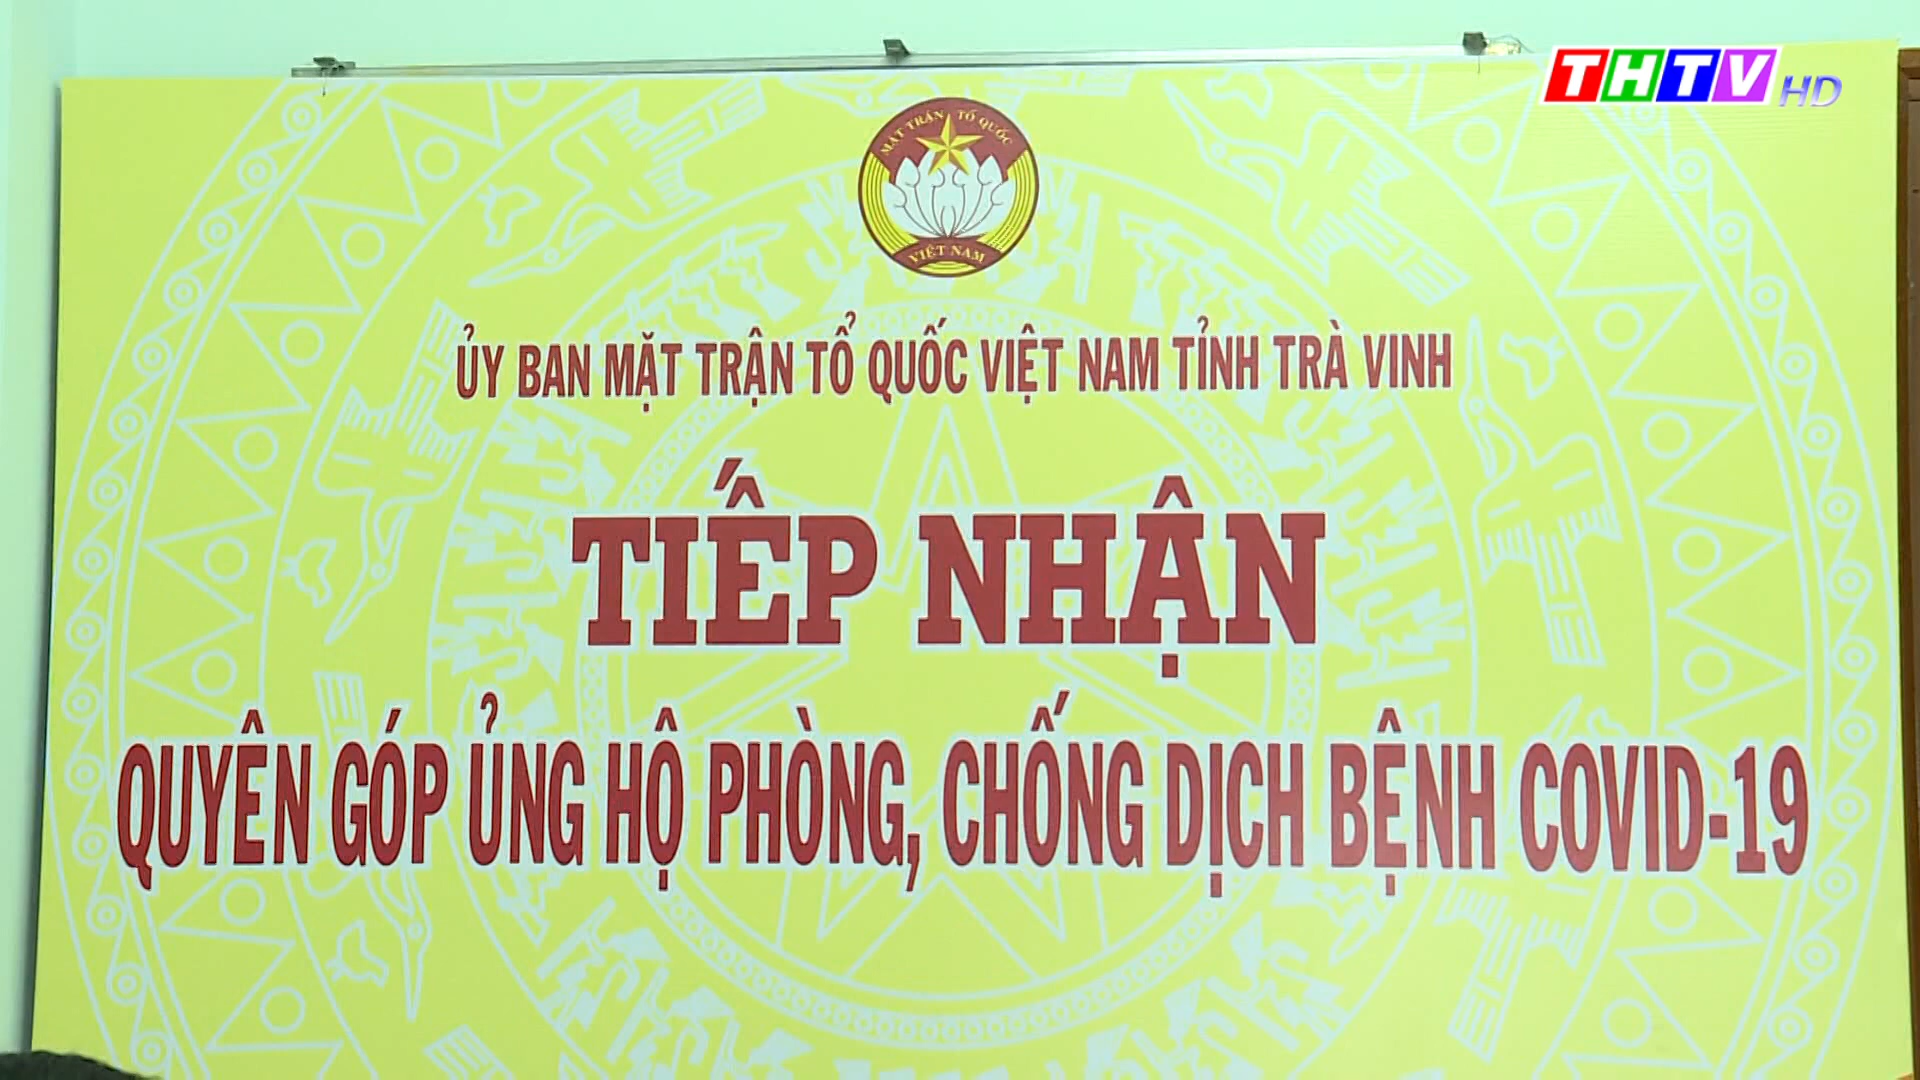 THTV HD
MẶT TRẬN TỔ QUỐC
VIỆT NAM
ỦY BAN MẶT TRẬN TỔ QUỐC VIỆT NAM TỈNH TRÀ VINH
TIẾP NHẬN
QUYÊN GÓP ỦNG HỘ PHÒNG, CHỐNG DỊCH BỆNH COVID-19